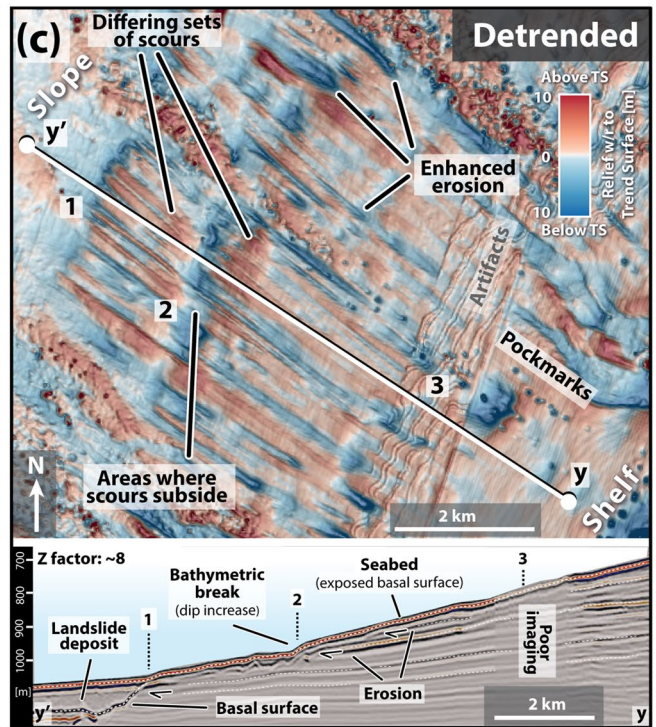 (c)
Differing sets
of scours
Detrended
Slope
y'
Above TS
10
0
10
Below TS
Relief w/r to
Trend Surface [m]
Enhanced
erosion
1
2
Artifacts
3
Pockmarks
Areas where
scours subside
N
2 km
y
Shelf
Z factor: ~8
700
800
900
1000
[m]
Bathymetric
break
(dip increase)
Seabed
(exposed basal surface)
1
2
3
Landslide
deposit
Poor
imaging
Erosion
Basal surface
2 km
y'
y